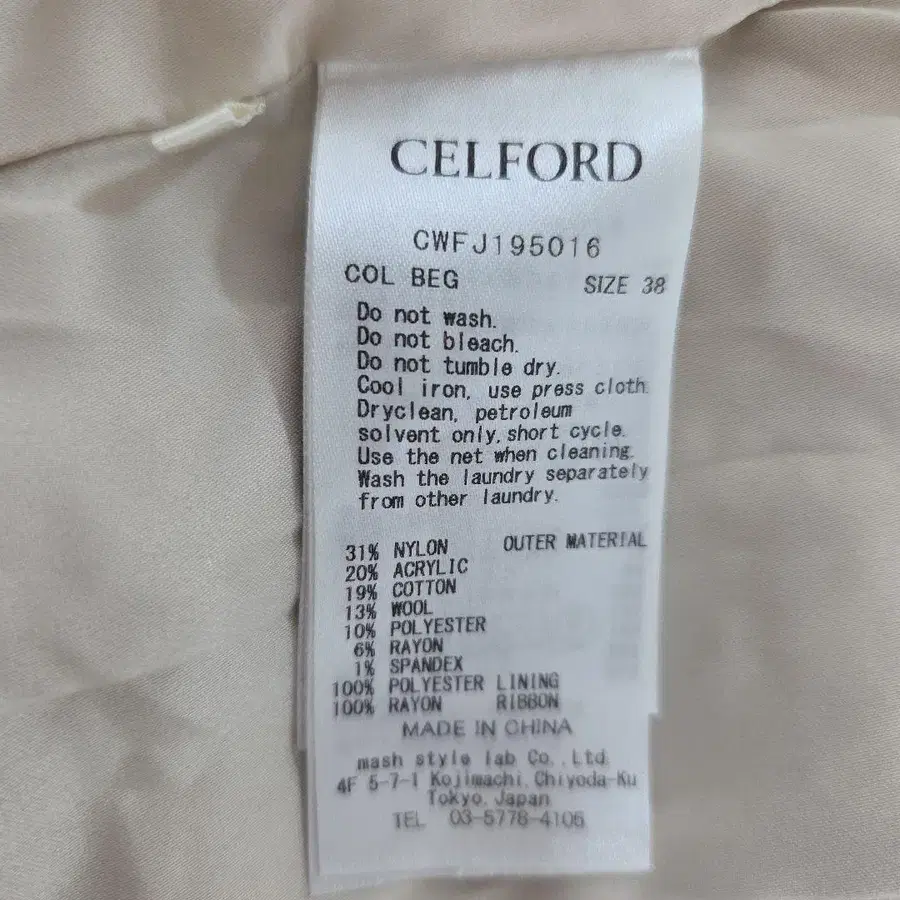 CELFORD
CWFJ195016
COL BEG SIZE 38
Do not wash.
Do not bleach.
Do not tumble dry.
Cool iron, use press cloth.
Dryclean, petroleum
solvent only, short cycle.
Use the net when cleaning.
Wash the laundry separately
from other laundry.
31% NYLON OUTER MATERIAL
20% ACRYLIC
19% COTTON
13% WOOL
10% POLYESTER
6% RAYON
1% SPANDEX
100% POLYESTER LINING
100% RAYON RIBBON
MADE IN CHINA
mash style lab Co., Ltd.
4F 5-7-1 Kojimachi, Chiyoda-Ku
Tokyo, Japan
TEL 03-5778-4106